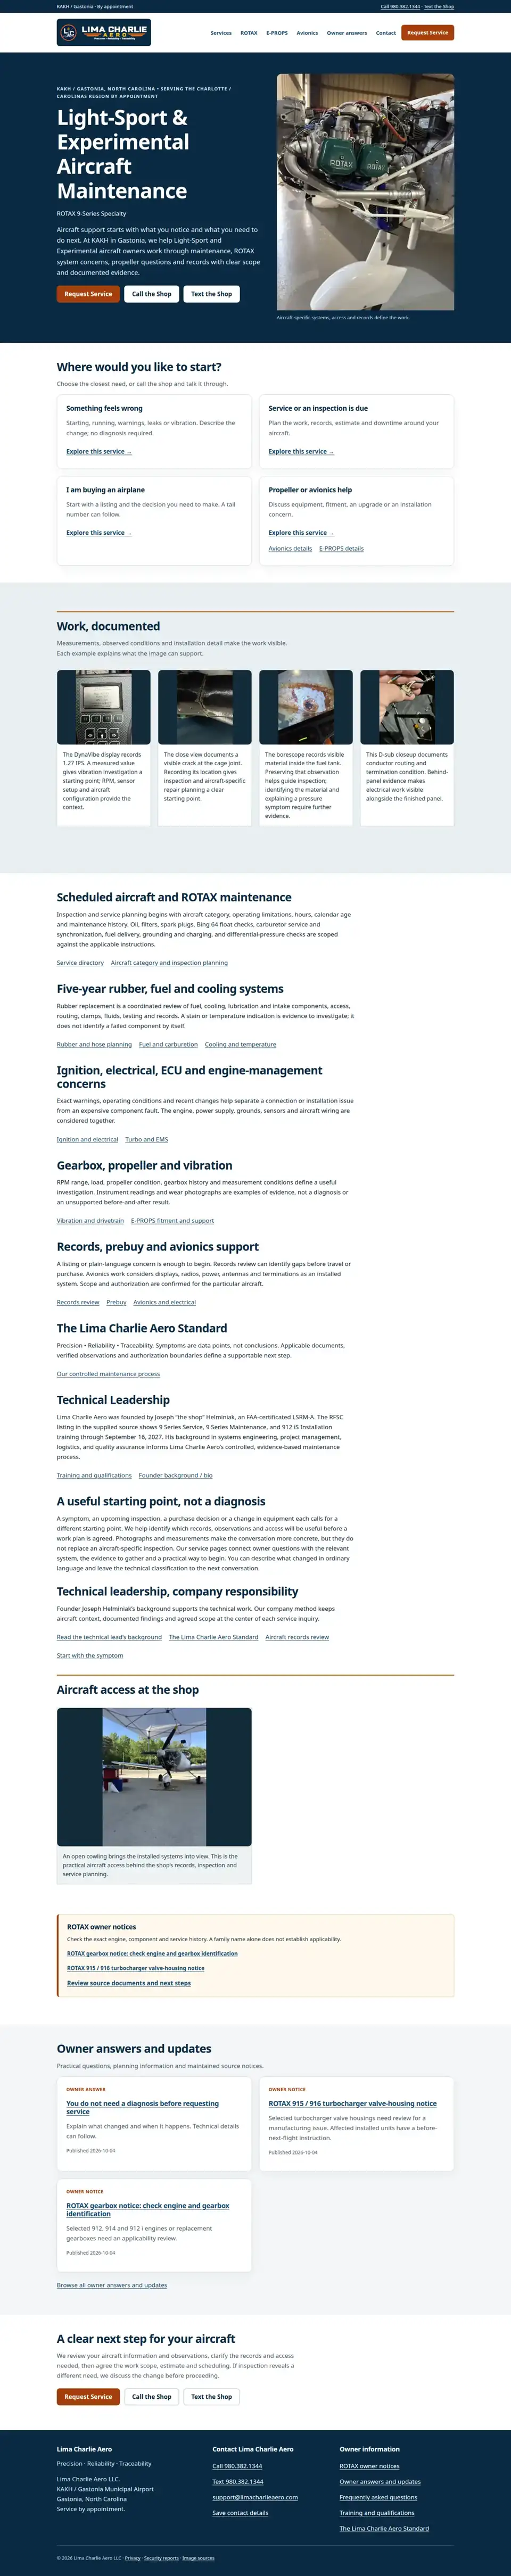 KAKH / Gastonia · By appointment
Call 980.382.1344 · Text the Shop
LIMA CHARLIE
AERO
Services
ROTAX
E-PROPS
Avionics
Owner answers
Contact
Request Service
KAKH / GASTONIA, NORTH CAROLINA • SERVING THE CHARLOTTE /
CAROLINAS REGION BY APPOINTMENT
Light-Sport &
Experimental
Aircraft
Maintenance
ROTAX 9-Series Specialty
Aircraft support starts with what you notice and what you need to
do next. At KAKH in Gastonia, we help Light-Sport and
Experimental aircraft owners work through maintenance, ROTAX
system concerns, propeller questions and records with clear scope
and documented evidence.
Request Service
Call the Shop
Text the Shop
ROTAX
Aircraft-specific systems, access and records define the work.
Where would you like to start?
Choose the closest need, or call the shop and talk it through.
Something feels wrong
Starting, running, warnings, leaks or vibration. Describe the
change; no diagnosis required.
Explore this service →
Service or an inspection is due
Plan the work, records, estimate and downtime around your
aircraft.
Explore this service →
I am buying an airplane
Start with a listing and the decision you need to make. A tail
number can follow.
Explore this service →
Propeller or avionics help
Discuss equipment, fitment, an upgrade or an installation
concern.
Explore this service →
Avionics details
E-PROPS details
Work, documented
Measurements, observed conditions and installation detail make the work visible.
Each example explains what the image can support.
The DynaVibe display records
1.27 IPS. A measured value
gives vibration investigation a
starting point; RPM, sensor
setup and aircraft
configuration provide the
context.
The close view documents a
visible crack at the cage joint.
Recording its location gives
inspection and aircraft-specific
repair planning a clear
starting point.
The borescope records visible
material inside the fuel tank.
Preserving that observation
helps guide inspection;
identifying the material and
explaining a pressure
symptom require further
evidence.
This D-sub closeup documents
conductor routing and
termination condition. Behind-
panel evidence makes
electrical work visible
alongside the finished panel.
Scheduled aircraft and ROTAX maintenance
Inspection and service planning begins with aircraft category, operating limitations, hours, calendar age
and maintenance history. Oil, filters, spark plugs, Bing 64 float checks, carburetor service and
synchronization, fuel delivery, grounding and charging, and differential-pressure checks are scoped
against the applicable instructions.
Service directory
Aircraft category and inspection planning
Five-year rubber, fuel and cooling systems
Rubber replacement is a coordinated review of fuel, cooling, lubrication and intake components, access,
routing, clamps, fluids, testing and records. A stain or temperature indication is evidence to investigate; it
does not identify a failed component by itself.
Rubber and hose planning
Fuel and carburetion
Cooling and temperature
Ignition, electrical, ECU and engine-management
concerns
Exact warnings, operating conditions and recent changes help separate a connection or installation issue
from an expensive component fault. The engine, power supply, grounds, sensors and aircraft wiring are
considered together.
Ignition and electrical
Turbo and EMS
Gearbox, propeller and vibration
RPM range, load, propeller condition, gearbox history and measurement conditions define a useful
investigation. Instrument readings and wear photographs are examples of evidence, not a diagnosis or
an unsupported before-and-after result.
Vibration and drivetrain
E-PROPS fitment and support
Records, prebuy and avionics support
A listing or plain-language concern is enough to begin. Records review can identify gaps before travel or
purchase. Avionics work considers displays, radios, power, antennas and terminations as an installed
system. Scope and authorization are confirmed for the particular aircraft.
Records review
Prebuy
Avionics and electrical
The Lima Charlie Aero Standard
Precision • Reliability • Traceability. Symptoms are data points, not conclusions. Applicable documents,
verified observations and authorization boundaries define a supportable next step.
Our controlled maintenance process
Technical Leadership
Lima Charlie Aero was founded by Joseph "the shop" Helminiak, an FAA-certificated LSRM-A. The RFSC
listing in the supplied source shows 9 Series Service, 9 Series Maintenance, and 912 iS Installation
training through September 16, 2027. His background in systems engineering, project management,
logistics, and quality assurance informs Lima Charlie Aero's controlled, evidence-based maintenance
process.
Training and qualifications
Founder background / bio
A useful starting point, not a diagnosis
A symptom, an upcoming inspection, a purchase decision or a change in equipment each calls for a
different starting point. We help identify which records, observations and access will be useful before a
work plan is agreed. Photographs and measurements make the conversation more concrete, but they do
not replace an aircraft-specific inspection. Our service pages connect owner questions with the relevant
system, the evidence to gather and a practical way to begin. You can describe what changed in ordinary
language and leave the technical classification to the next conversation.
Technical leadership, company responsibility
Founder Joseph Helminiak's background supports the technical work. Our company method keeps
aircraft context, documented findings and agreed scope at the center of each service inquiry.
Read the technical lead's background
The Lima Charlie Aero Standard
Aircraft records review
Start with the symptom
Aircraft access at the shop
An open cowling brings the installed systems into view. This is the
practical aircraft access behind the shop's records, inspection and
service planning.
ROTAX owner notices
Check the exact engine, component and service history. A family name alone does not establish applicability.
ROTAX gearbox notice: check engine and gearbox identification
ROTAX 915 / 916 turbocharger valve-housing notice
Review source documents and next steps
Owner answers and updates
Practical questions, planning information and maintained source notices.
OWNER ANSWER
You do not need a diagnosis before requesting
service
Explain what changed and when it happens. Technical details
can follow.
Published 2026-10-04
OWNER NOTICE
ROTAX 915 / 916 turbocharger valve-housing notice
Selected turbocharger valve housings need review for a
manufacturing issue. Affected installed units have a before-
next-flight instruction.
Published 2026-10-04
OWNER NOTICE
ROTAX gearbox notice: check engine and gearbox
identification
Selected 912, 914 and 912 i engines or replacement
gearboxes need an applicability review.
Published 2026-10-04
Browse all owner answers and updates
A clear next step for your aircraft
We review your aircraft information and observations, clarify the records and access
needed, then agree the work scope, estimate and scheduling. If inspection reveals a
different need, we discuss the change before proceeding.
Request Service
Call the Shop
Text the Shop
Lima Charlie Aero
Precision · Reliability · Traceability
Lima Charlie Aero LLC.
KAKH / Gastonia Municipal Airport
Gastonia, North Carolina
Service by appointment.
Contact Lima Charlie Aero
Call 980.382.1344
Text 980.382.1344
support@limacharlieaero.com
Save contact details
Owner information
ROTAX owner notices
Owner answers and updates
Frequently asked questions
Training and qualifications
The Lima Charlie Aero Standard
© 2026 Lima Charlie Aero LLC · Privacy · Security reports · Image sources